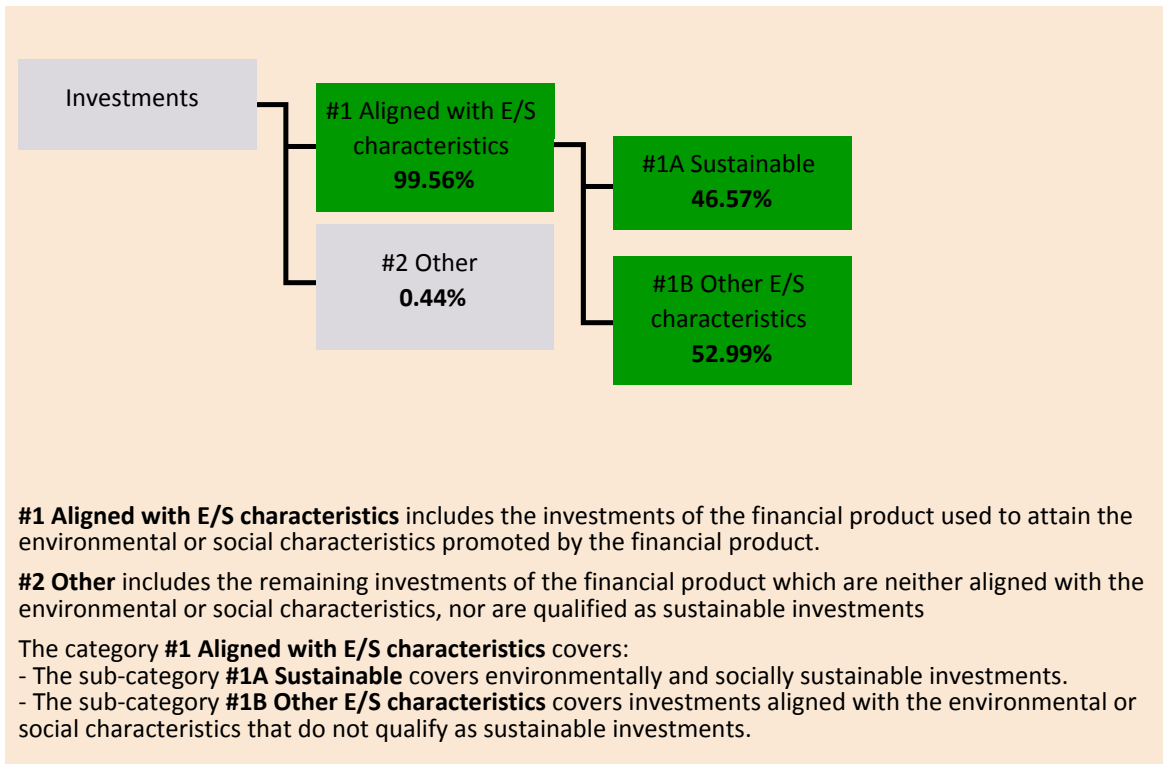 Investments
#1 Aligned with E/S
characteristics
99.56%
#2 Other
0.44%
#1A Sustainable
46.57%
#1B Other E/S
characteristics
52.99%
#1 Aligned with E/S characteristics includes the investments of the financial product used to attain the
environmental or social characteristics promoted by the financial product.
#2 Other includes the remaining investments of the financial product which are neither aligned with the
environmental or social characteristics, nor are qualified as sustainable investments
The category #1 Aligned with E/S characteristics covers:
- The sub-category #1A Sustainable covers environmentally and socially sustainable investments.
- The sub-category #1B Other E/S characteristics covers investments aligned with the environmental or
social characteristics that do not qualify as sustainable investments.